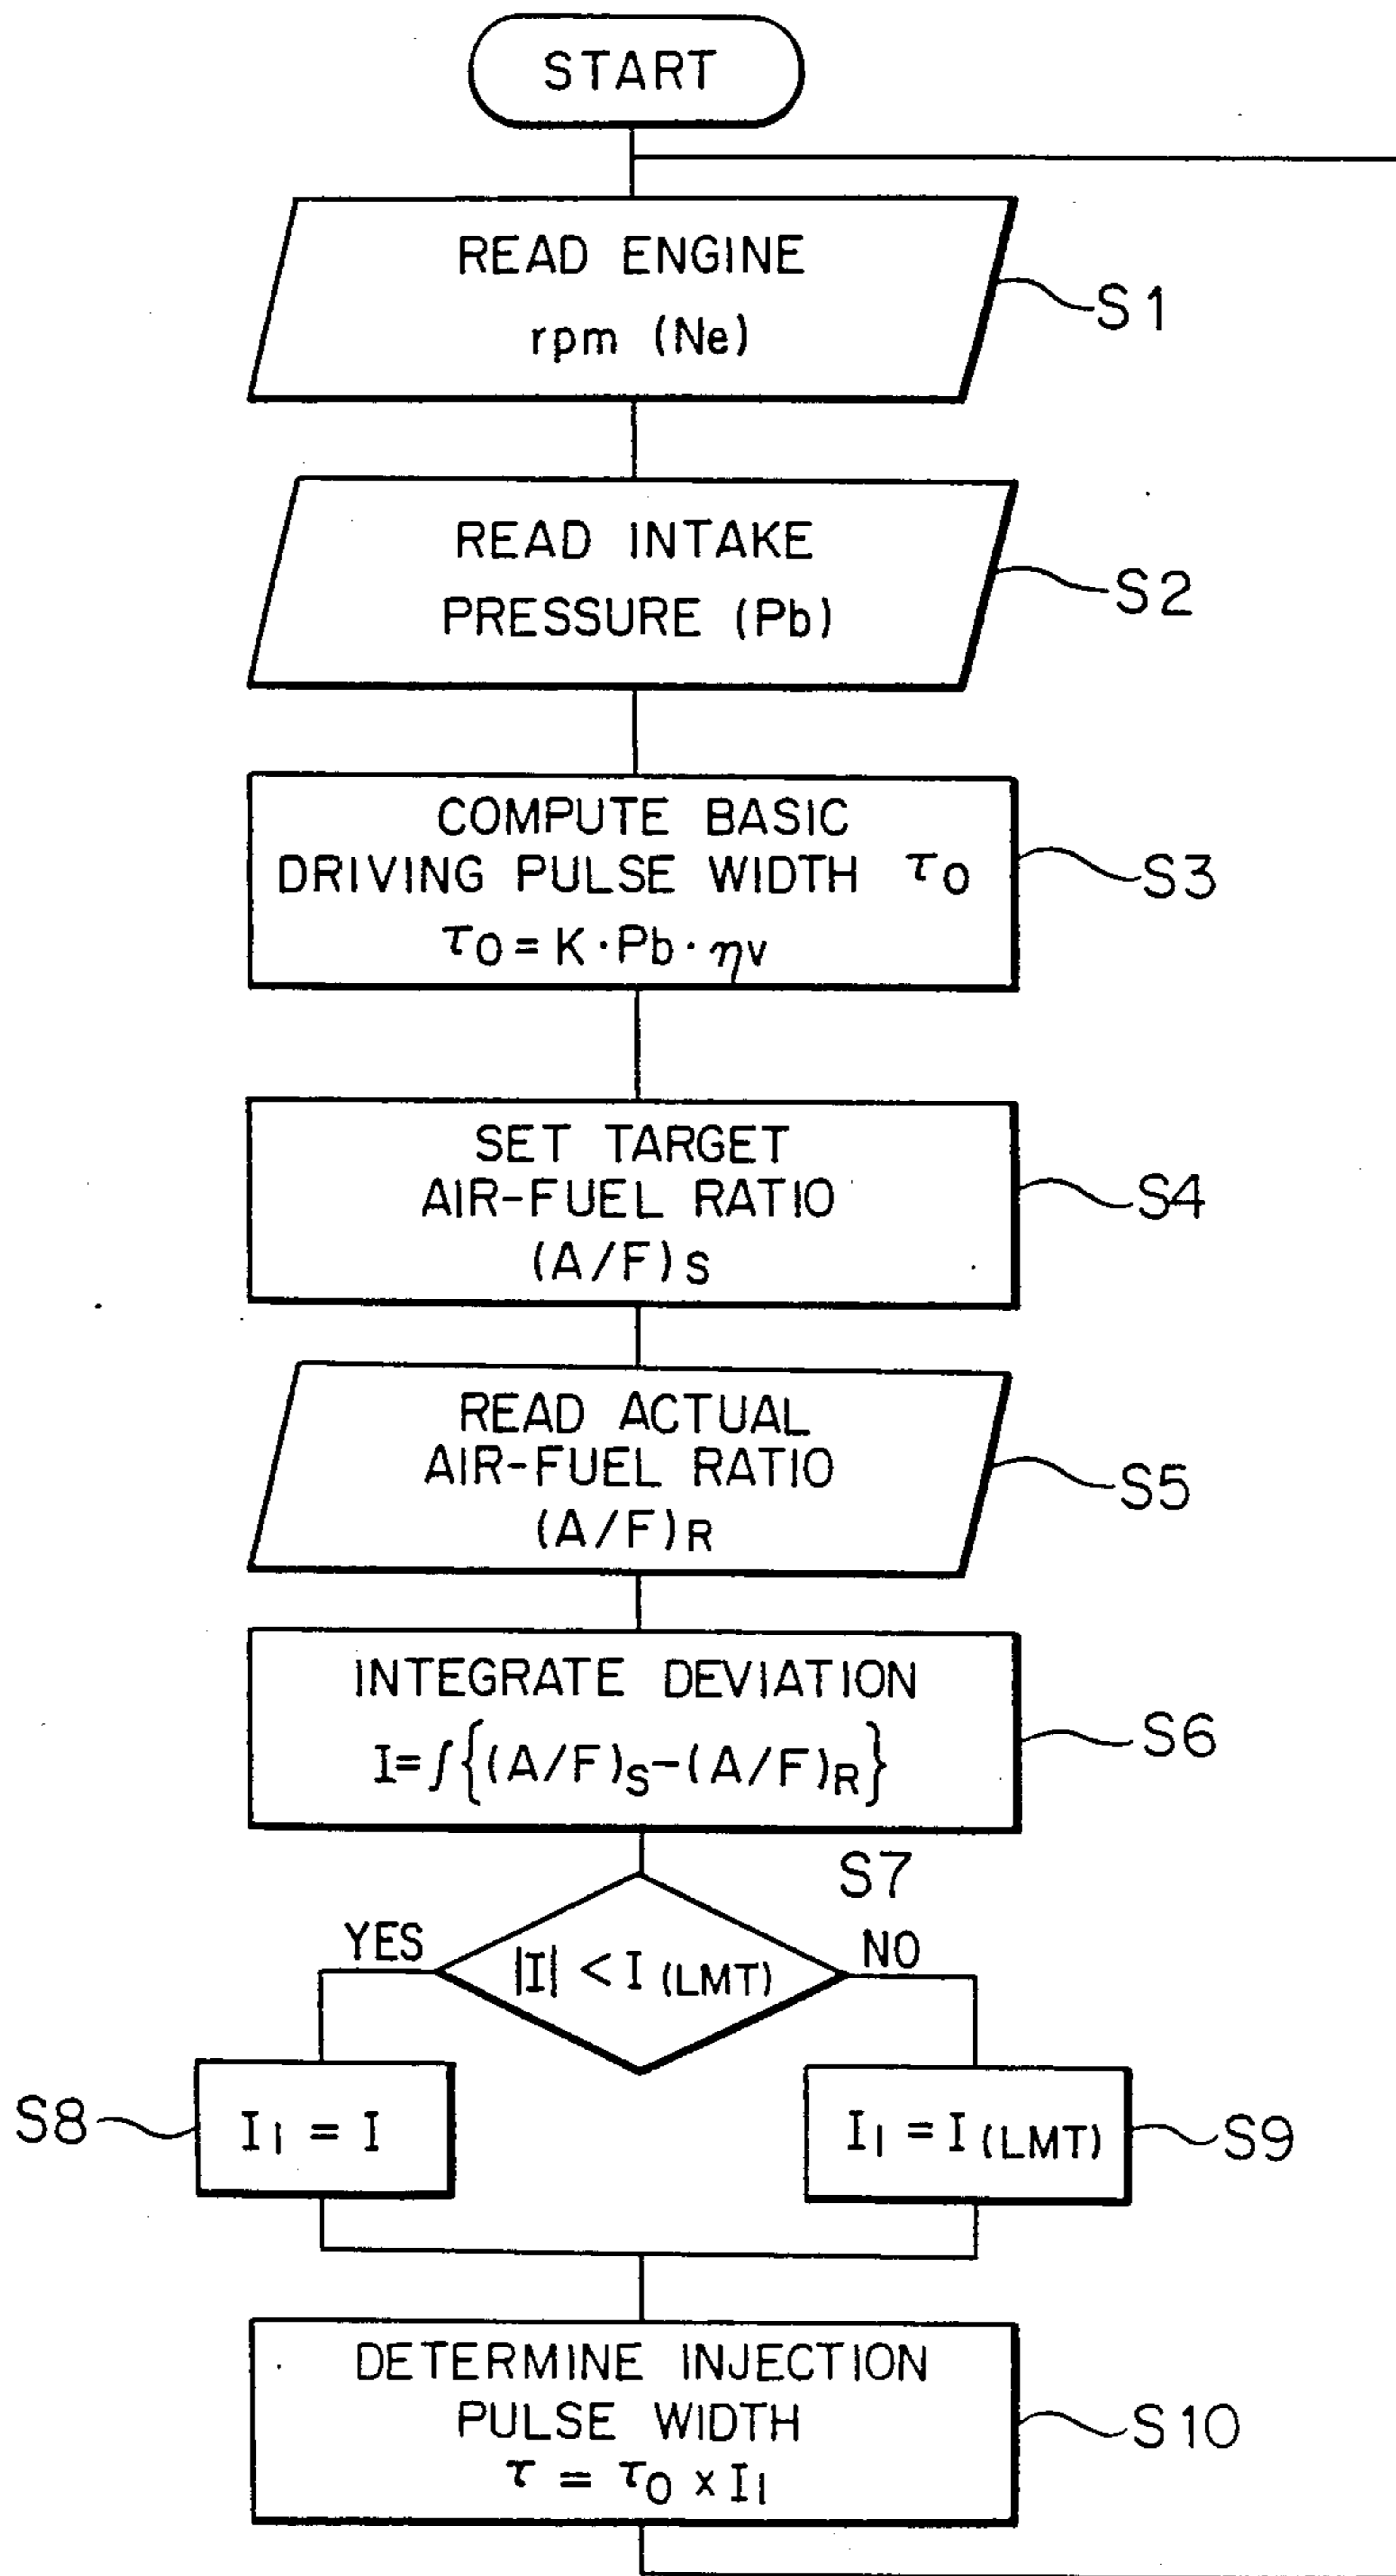 START
READ ENGINE
rpm (Ne)
S1
READ INTAKE
PRESSURE (Pb)
S2
COMPUTE BASIC
DRIVING PULSE WIDTH τ0
τ0 = K · Pb · ηv
S3
SET TARGET
AIR-FUEL RATIO
(A/F)S
S4
READ ACTUAL
AIR-FUEL RATIO
(A/F)R
S5
INTEGRATE DEVIATION
I=∫{(A/F)S-(A/F)R}
S6
S7
YES
|I| < I (LMT)
NO
S8
I1 = I
I1 = I (LMT)
S9
DETERMINE INJECTION
PULSE WIDTH
τ = τ0 x I1
S10